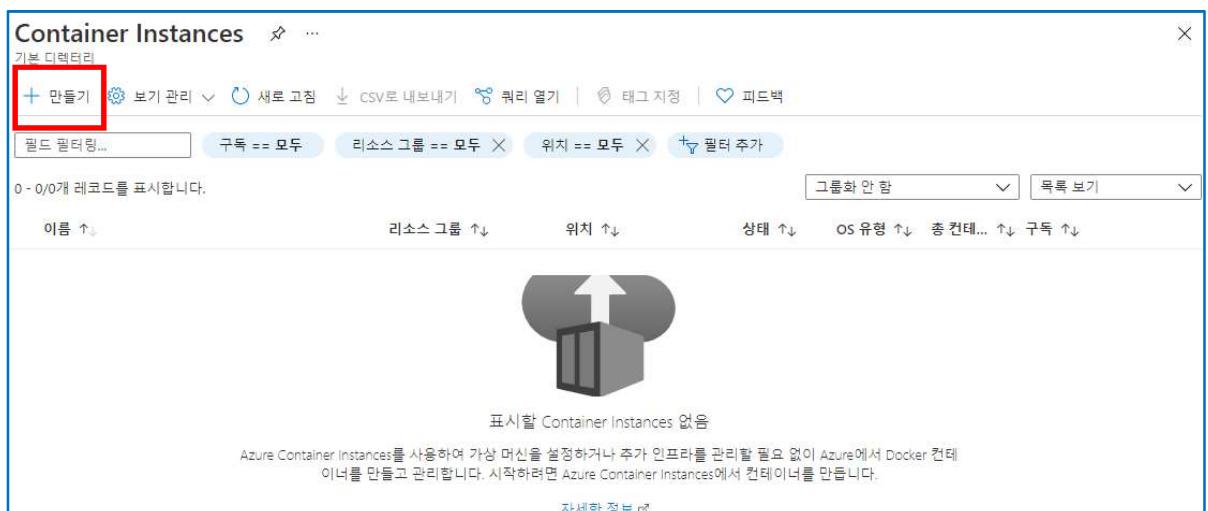 Container Instances ...
기본 디렉터리
+ 만들기 보기 관리 새로 고침 CSV로 내보내기 쿼리 열기 태그 지정 피드백
필드 필터링... 구독 == 모두 리소스 그룹 == 모두 위치 == 모두 필터 추가
0 - 0/0개 레코드를 표시합니다. 그룹화 안 함 목록 보기
이름 ↑↓ 리소스 그룹 ↑↓ 위치 ↑↓ 상태 ↑↓ OS 유형 ↑↓ 총 컨테... ↑↓ 구독 ↑↓
표시할 Container Instances 없음
Azure Container Instances를 사용하여 가상 머신을 설정하거나 추가 인프라를 관리할 필요 없이 Azure에서 Docker 컨테
이너를 만들고 관리합니다. 시작하려면 Azure Container Instances에서 컨테이너를 만듭니다.
자세한 정보